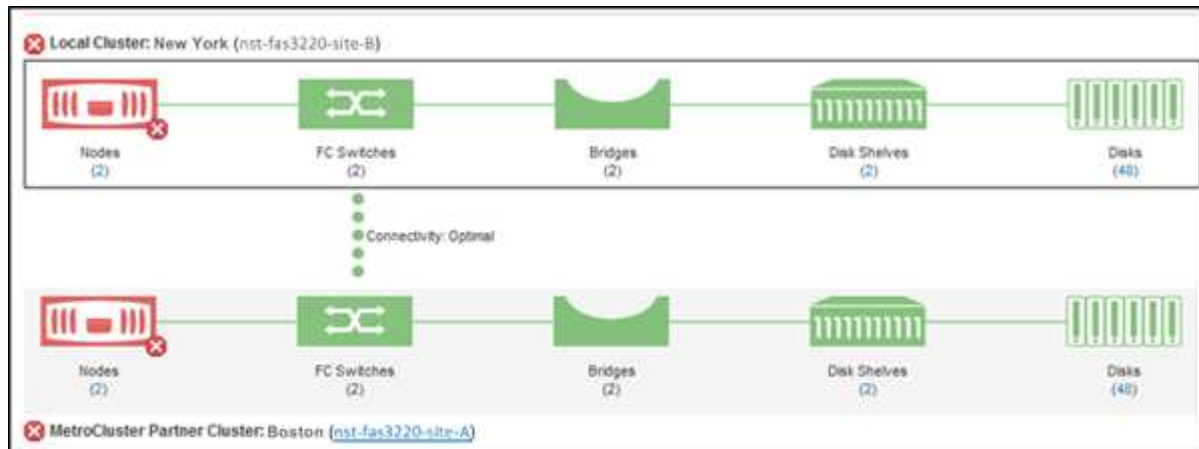 Local Cluster: New York (nst-fas3220-site-B)
Nodes FC Switches Bridges Disk Shelves Disks
(2) (2) (2) (2) (48)
Connectivity: Optimal
Nodes FC Switches Bridges Disk Shelves Disks
(2) (2) (2) (2) (48)
MetroCluster Partner Cluster: Boston (nst-fas3220-site-A)